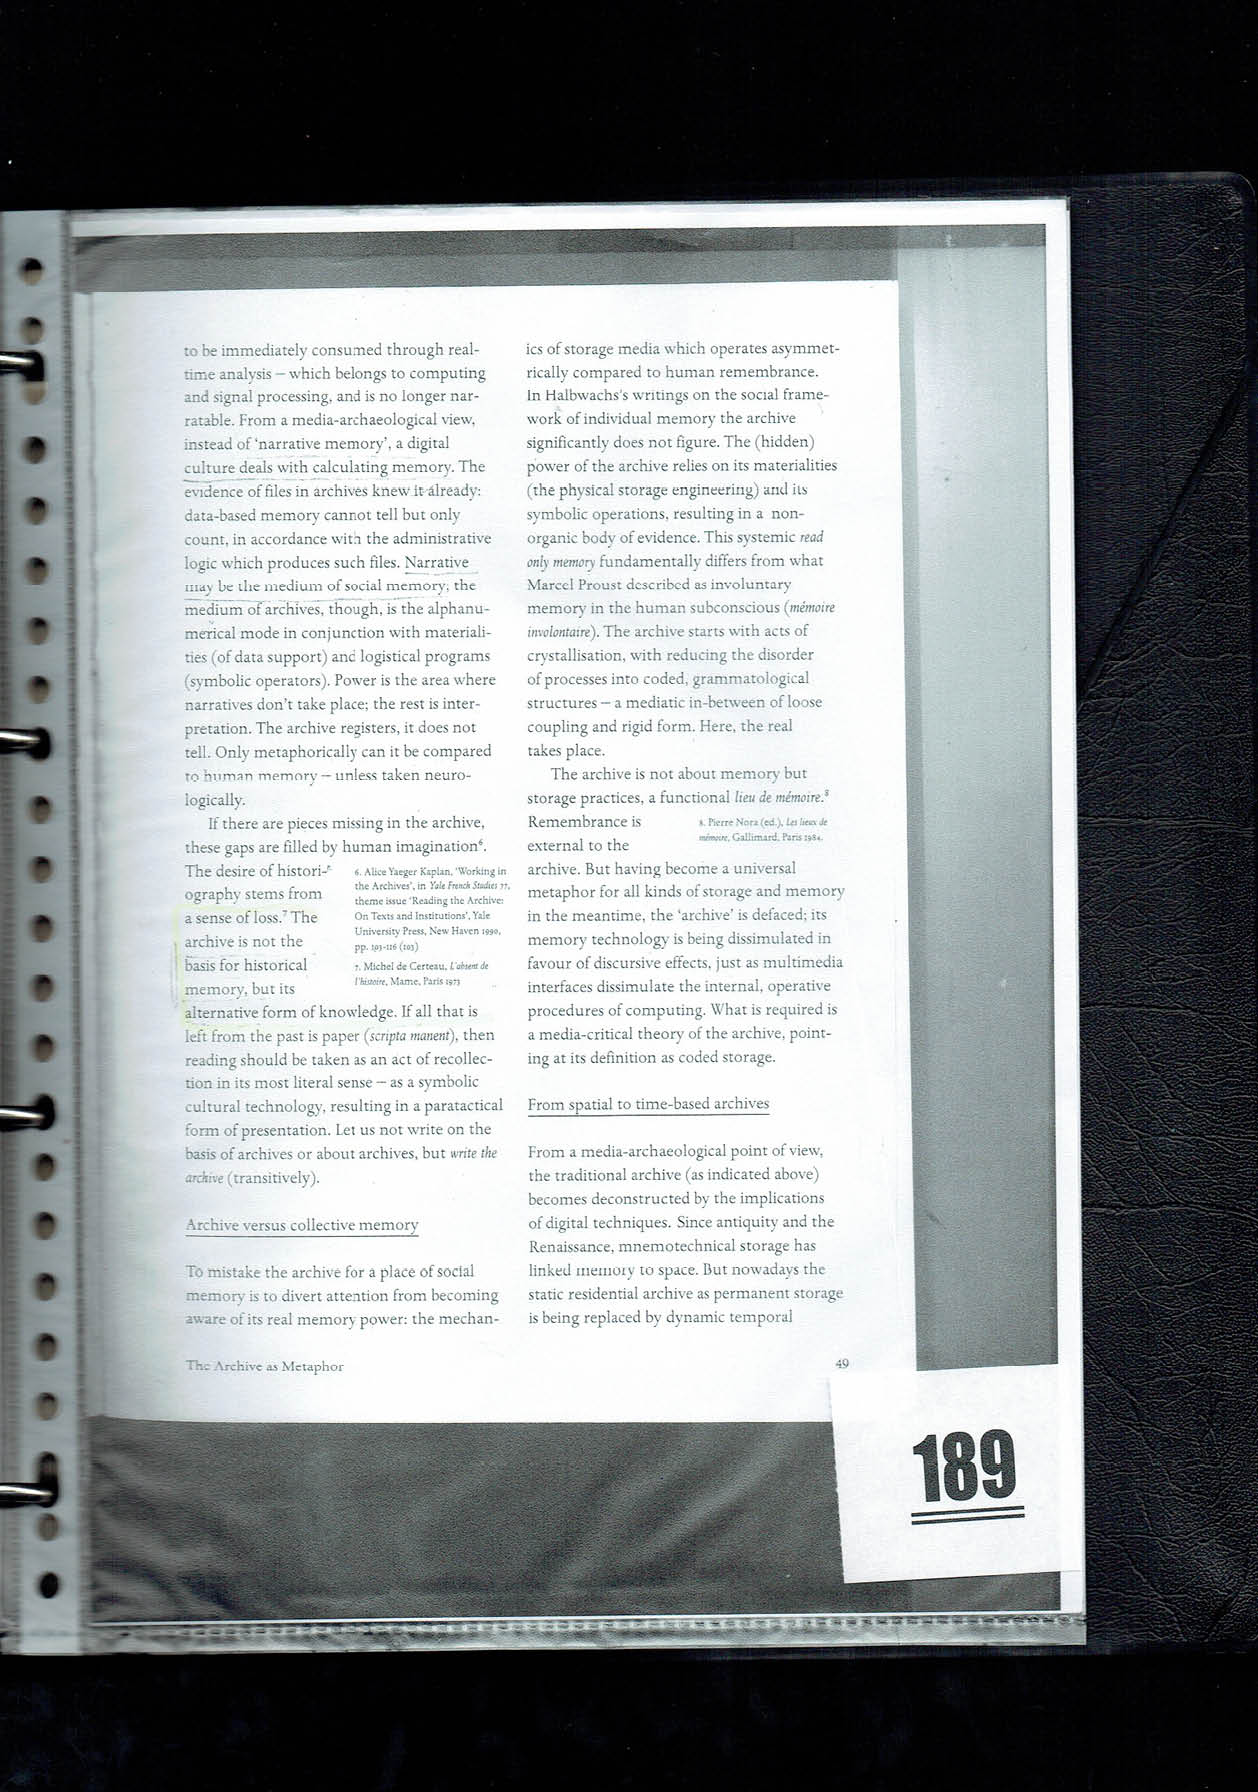 to be immediately consumed through real-
time analysis – which belongs to computing
and signal processing, and is no longer nar-
ratable. From a media-archaeological view,
instead of ‘narrative memory’, a digital
culture deals with calculating memory. The
evidence of files in archives knew it already:
data-based memory cannot tell but only
count, in accordance with the administrative
logic which produces such files. Narrative
may be the medium of social memory; the
medium of archives, though, is the alphanu-
merical mode in conjunction with materiali-
ties (of data support) and logistical programs
(symbolic operators). Power is the area where
narratives don’t take place; the rest is inter-
pretation. The archive registers, it does not
tell. Only metaphorically can it be compared
to human memory – unless taken neuro-
logically.
If there are pieces missing in the archive,
these gaps are filled by human imagination⁶.
The desire of histori-
ography stems from
a sense of loss.⁷ The
archive is not the
basis for historical
memory, but its
alternative form of knowledge. If all that is
left from the past is paper (scripta manent), then
reading should be taken as an act of recollec-
tion in its most literal sense – as a symbolic
cultural technology, resulting in a paratactical
form of presentation. Let us not write on the
basis of archives or about archives, but write the
archive (transitively).
6. Alice Yaeger Kaplan, ‘Working in
the Archives’, in Yale French Studies 77,
theme issue ‘Reading the Archive:
On Texts and Institutions’, Yale
University Press, New Haven 1990,
pp. 103-116 (103)
7. Michel de Certeau, L’absent de
l’histoire, Mame, Paris 1973
Archive versus collective memory
To mistake the archive for a place of social
memory is to divert attention from becoming
aware of its real memory power: the mechan-
ics of storage media which operates asymmet-
rically compared to human remembrance.
In Halbwachs’s writings on the social frame-
work of individual memory the archive
significantly does not figure. The (hidden)
power of the archive relies on its materialities
(the physical storage engineering) and its
symbolic operations, resulting in a non-
organic body of evidence. This systemic read
only memory fundamentally differs from what
Marcel Proust described as involuntary
memory in the human subconscious (mémoire
involontaire). The archive starts with acts of
crystallisation, with reducing the disorder
of processes into coded, grammatological
structures – a mediatic in-between of loose
coupling and rigid form. Here, the real
takes place.
The archive is not about memory but
storage practices, a functional lieu de mémoire.⁸
Remembrance is
external to the
archive. But having become a universal
metaphor for all kinds of storage and memory
in the meantime, the ‘archive’ is defaced; its
memory technology is being dissimulated in
favour of discursive effects, just as multimedia
interfaces dissimulate the internal, operative
procedures of computing. What is required is
a media-critical theory of the archive, point-
ing at its definition as coded storage.
8. Pierre Nora (ed.), Les lieux de
mémoire, Gallimard, Paris 1984.
From spatial to time-based archives
From a media-archaeological point of view,
the traditional archive (as indicated above)
becomes deconstructed by the implications
of digital techniques. Since antiquity and the
Renaissance, mnemotechnical storage has
linked memory to space. But nowadays the
static residential archive as permanent storage
is being replaced by dynamic temporal
The Archive as Metaphor
49
189